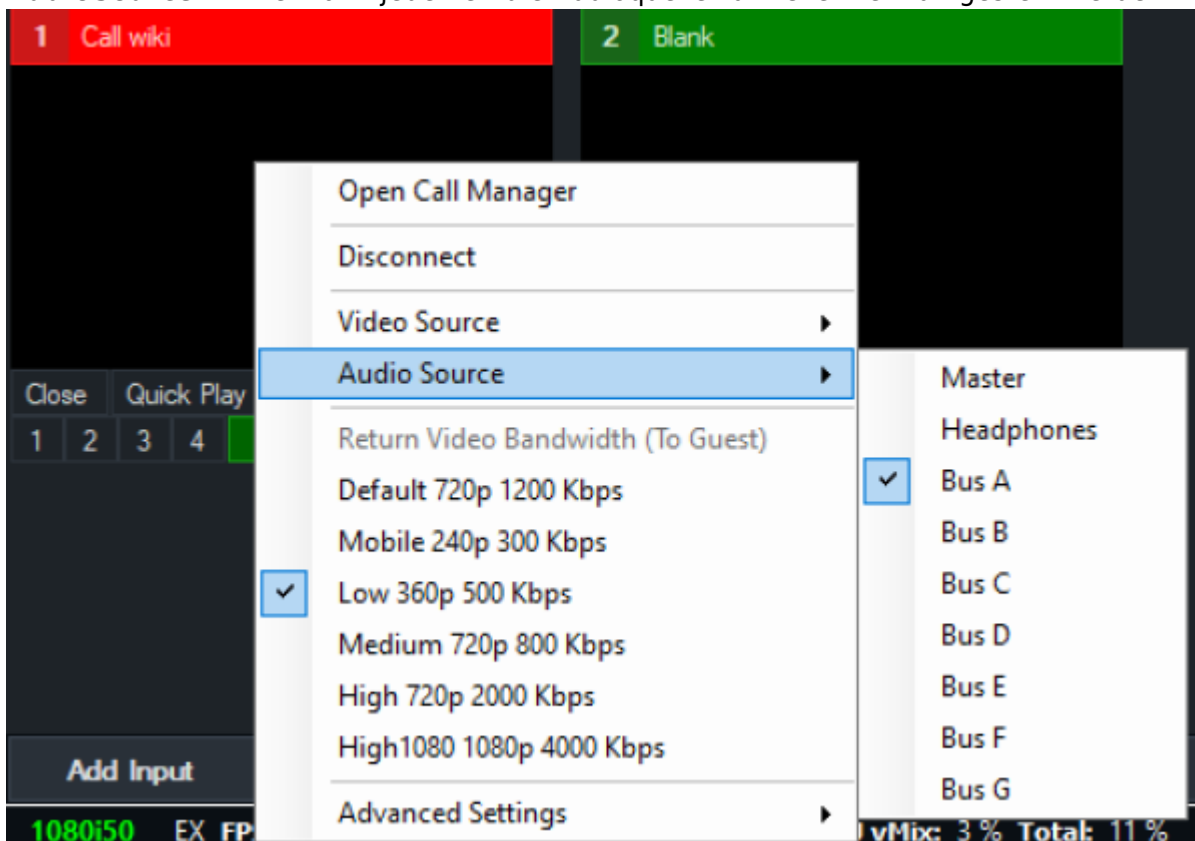 1 Call wiki
2 Blank
Open Call Manager
Disconnect
Video Source
Audio Source
Master
Close Quick Play
Headphones
1 2 3 4
Return Video Bandwidth (To Guest)
Bus A
Default 720p 1200 Kbps
Bus B
Mobile 240p 300 Kbps
Bus C
Low 360p 500 Kbps
Bus D
Medium 720p 800 Kbps
Bus E
High 720p 2000 Kbps
Bus F
High1080 1080p 4000 Kbps
Add Input
Bus G
Advanced Settings
1080i50 EX FP
vMix: 3 % Total: 11 %